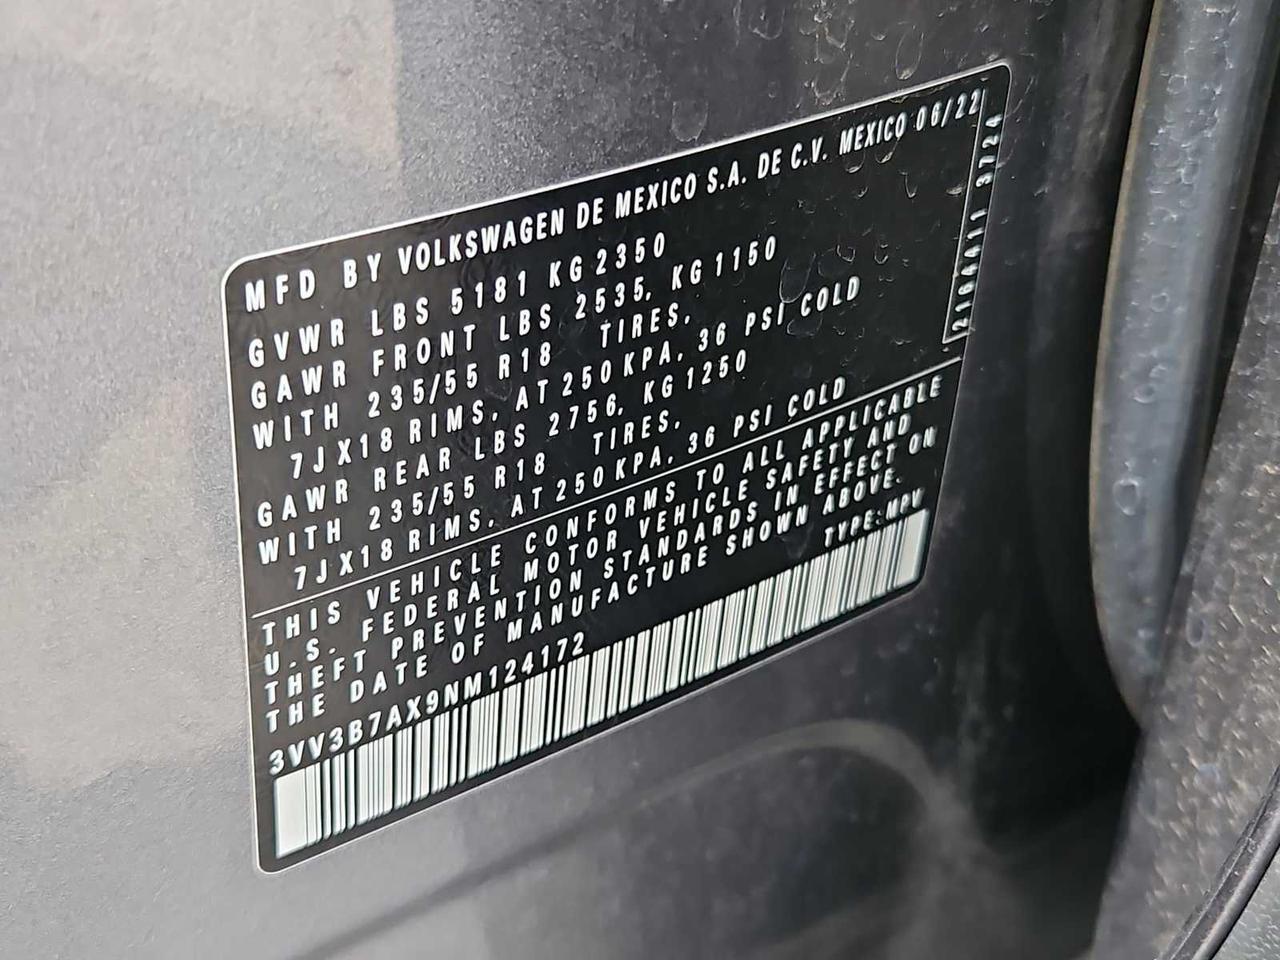 MFD BY VOLKSWAGEN DE MEXICO S.A. DE C.V. MEXICO 06/22
GVWR LBS 5181 KG 2350
GAWR FRONT LBS 2535, KG 1150
WITH 235/55 R18 TIRES,
7JX18 RIMS, AT 250 KPA, 36 PSI COLD
GAWR REAR LBS 2756, KG 1250
WITH 235/55 R18 TIRES,
7JX18 RIMS, AT 250 KPA, 36 PSI COLD
THIS VEHICLE CONFORMS TO ALL APPLICABLE
U.S. FEDERAL MOTOR VEHICLE SAFETY AND
THEFT PREVENTION STANDARDS IN EFFECT ON
THE DATE OF MANUFACTURE SHOWN ABOVE.
TYPE:MPV
3VV3B7AX9NM124172
3724